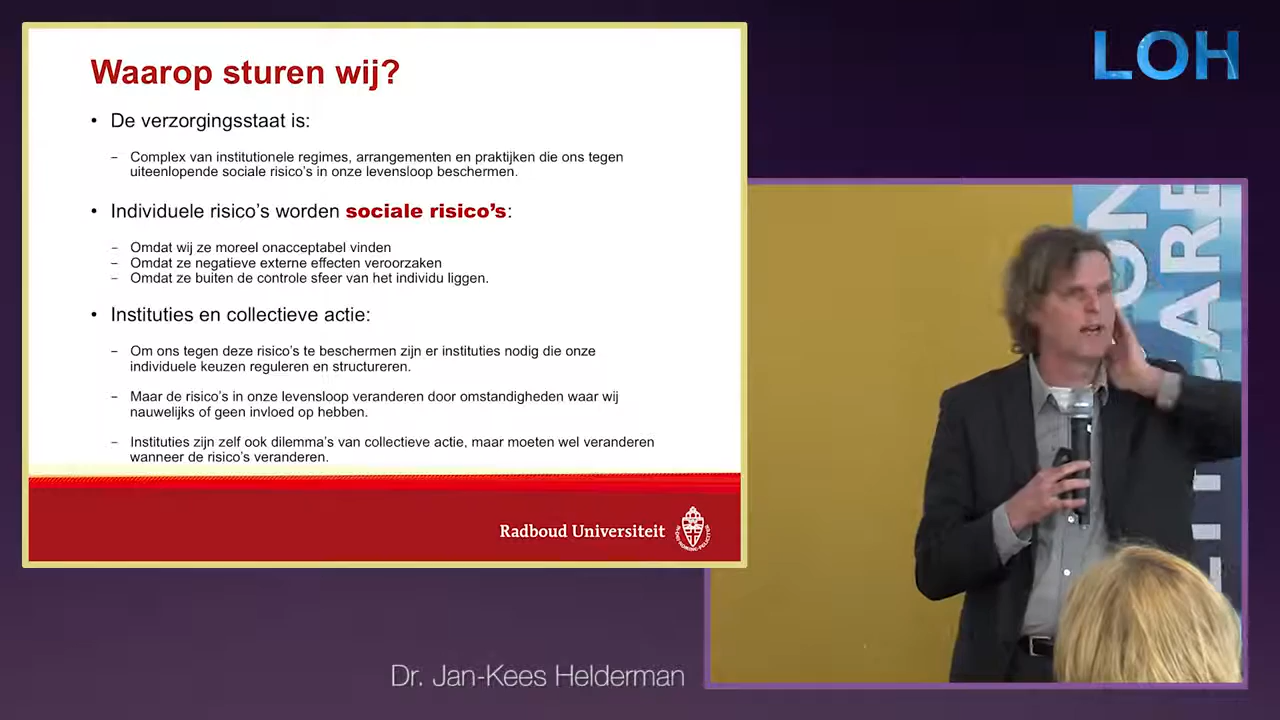 Waarop sturen wij?
• De verzorgingsstaat is:
– Complex van institutionele regimes, arrangementen en praktijken die ons tegen
uiteenlopende sociale risico's in onze levensloop beschermen.
• Individuele risico's worden sociale risico's:
– Omdat wij ze moreel onacceptabel vinden
– Omdat ze negatieve externe effecten veroorzaken
– Omdat ze buiten de controle sfeer van het individu liggen.
• Instituties en collectieve actie:
– Om ons tegen deze risico's te beschermen zijn er instituties nodig die onze
individuele keuzen reguleren en structureren.
– Maar de risico's in onze levensloop veranderen door omstandigheden waar wij
nauwelijks of geen invloed op hebben.
– Instituties zijn zelf ook dilemma's van collectieve actie, maar moeten wel veranderen
wanneer de risico's veranderen.
Radboud Universiteit
LOH
ON
ARE
Dr. Jan-Kees Helderman